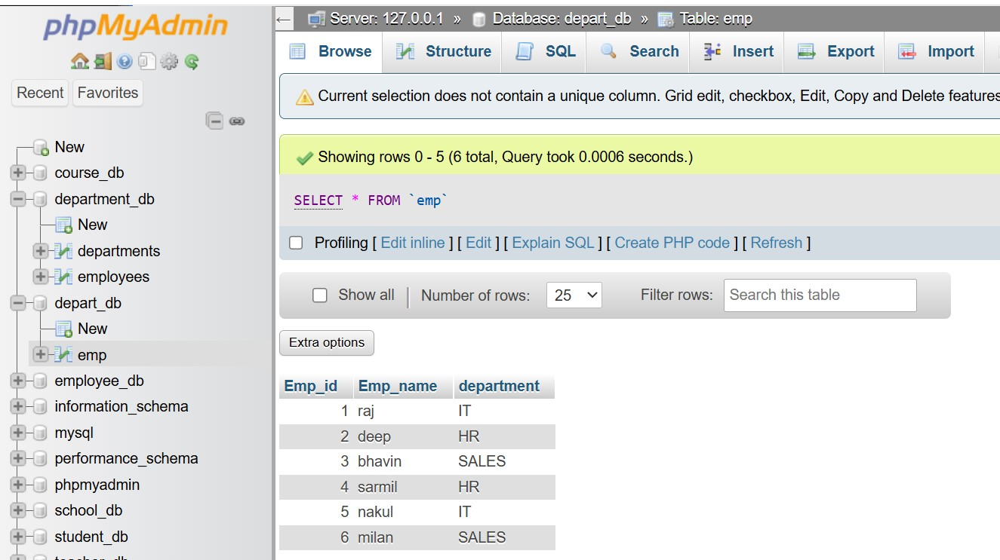 phpMyAdmin
Recent Favorites
New
course_db
department_db
New
departments
employees
depart_db
New
emp
employee_db
information_schema
mysql
performance_schema
phpmyadmin
school_db
student_db
Server: 127.0.0.1 » Database: depart_db » Table: emp
Browse Structure SQL Search Insert Export Import
Current selection does not contain a unique column. Grid edit, checkbox, Edit, Copy and Delete features
Showing rows 0 - 5 (6 total, Query took 0.0006 seconds.)
SELECT * FROM `emp`
Profiling [ Edit inline ] [ Edit ] [ Explain SQL ] [ Create PHP code ] [ Refresh ]
Show all | Number of rows: 25 Filter rows: Search this table
Extra options
Emp_id Emp_name department
1 raj IT
2 deep HR
3 bhavin SALES
4 sarmil HR
5 nakul IT
6 milan SALES